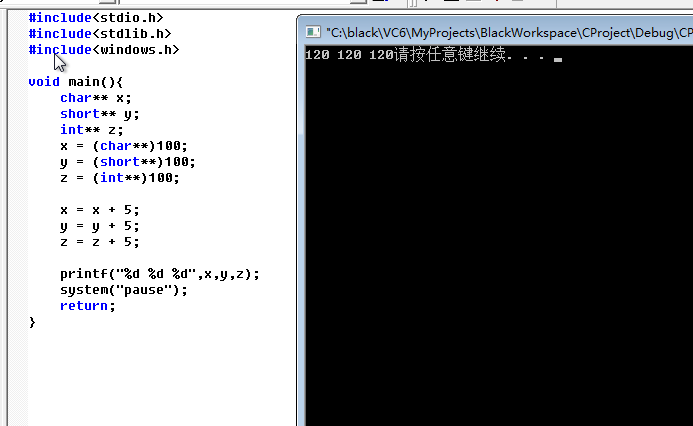 #include<stdio.h>
#include<stdlib.h>
#include<windows.h>
void main(){
char** x;
short** y;
int** z;
x = (char**)100;
y = (short**)100;
z = (int**)100;
x = x + 5;
y = y + 5;
z = z + 5;
printf("%d %d %d",x,y,z);
system("pause");
return;
}
"C:\black\VC6\MyProjects\BlackWorkspace\CProject\Debug\CP
120 120 120请按任意键继续. . .